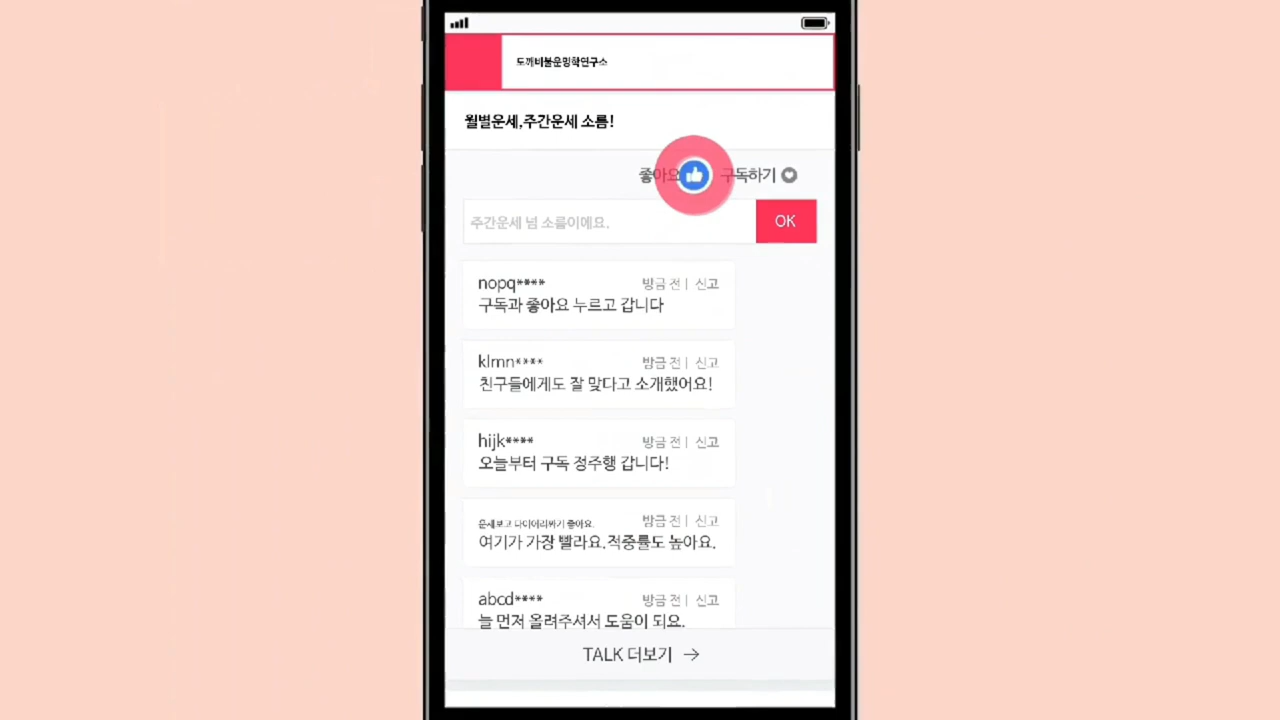 도깨비불운명학연구소
월별운세,주간운세 소름!
좋아요 구독하기
주간운세 넘 소름이에요.
OK
nopq**** 방금 전 | 신고
구독과 좋아요 누르고 갑니다
klmn**** 방금 전 | 신고
친구들에게도 잘 맞다고 소개했어요!
hijk**** 방금 전 | 신고
오늘부터 구독 정주행 갑니다!
운세보고 다이어리짜기 좋아요. 방금 전 | 신고
여기가 가장 빨라요.적중률도 높아요.
abcd**** 방금 전 | 신고
늘 먼저 올려주셔서 도움이 되요.
TALK 더보기 →